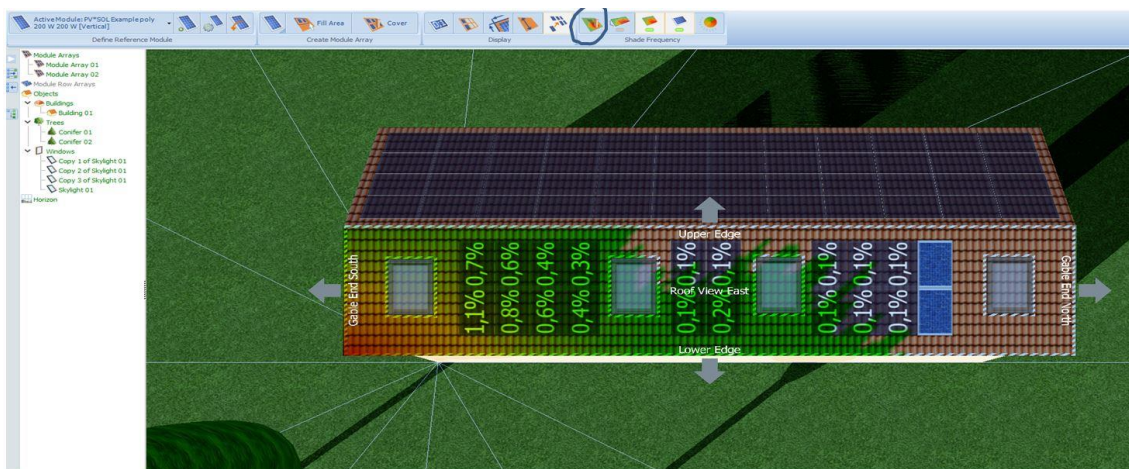 Active Module: PV*SOL Example poly
200 W 200 W [Vertical]
Fill Area
Cover
Define Reference Module
Create Module Array
Display
Shade Frequency
Module Arrays
Module Array 01
Module Array 02
Module Row Arrays
Objects
Buildings
Building 01
Trees
Conifer 01
Conifer 02
Windows
Copy 1 of Skylight 01
Copy 2 of Skylight 01
Copy 3 of Skylight 01
Skylight 01
Horizon
Upper Edge
Gable End South
1,1% 0,7%
0,8% 0,6%
0,6% 0,4%
0,4% 0,3%
0,1% 0,1%
0,2% 0,1%
0,1% 0,1%
0,1% 0,1%
0,1% 0,1%
Roof View East
Gable End North
Lower Edge